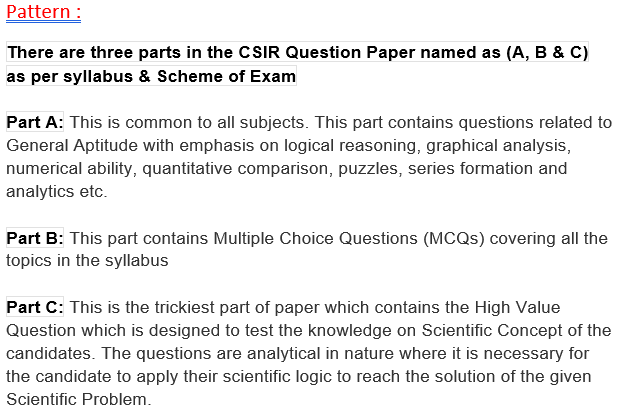 Pattern :
There are three parts in the CSIR Question Paper named as (A, B & C)
as per syllabus & Scheme of Exam
Part A: This is common to all subjects. This part contains questions related to
General Aptitude with emphasis on logical reasoning, graphical analysis,
numerical ability, quantitative comparison, puzzles, series formation and
analytics etc.
Part B: This part contains Multiple Choice Questions (MCQs) covering all the
topics in the syllabus
Part C: This is the trickiest part of paper which contains the High Value
Question which is designed to test the knowledge on Scientific Concept of the
candidates. The questions are analytical in nature where it is necessary for
the candidate to apply their scientific logic to reach the solution of the given
Scientific Problem.